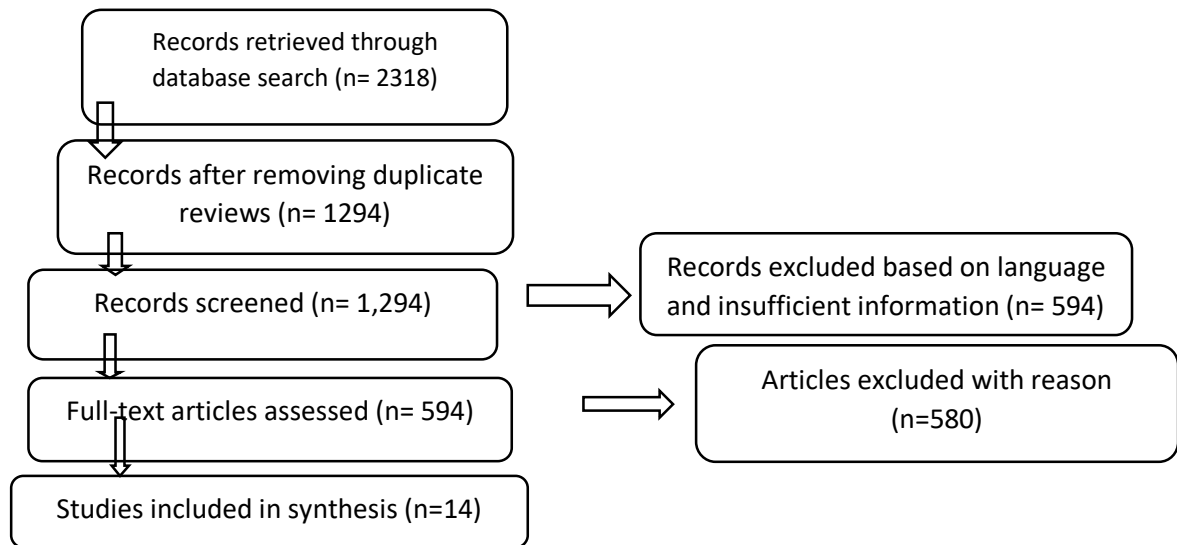 Records retrieved through
database search (n= 2318)
Records after removing duplicate
reviews (n= 1294)
Records screened (n= 1,294)
Records excluded based on language
and insufficient information (n= 594)
Full-text articles assessed (n= 594)
Articles excluded with reason
(n=580)
Studies included in synthesis (n=14)